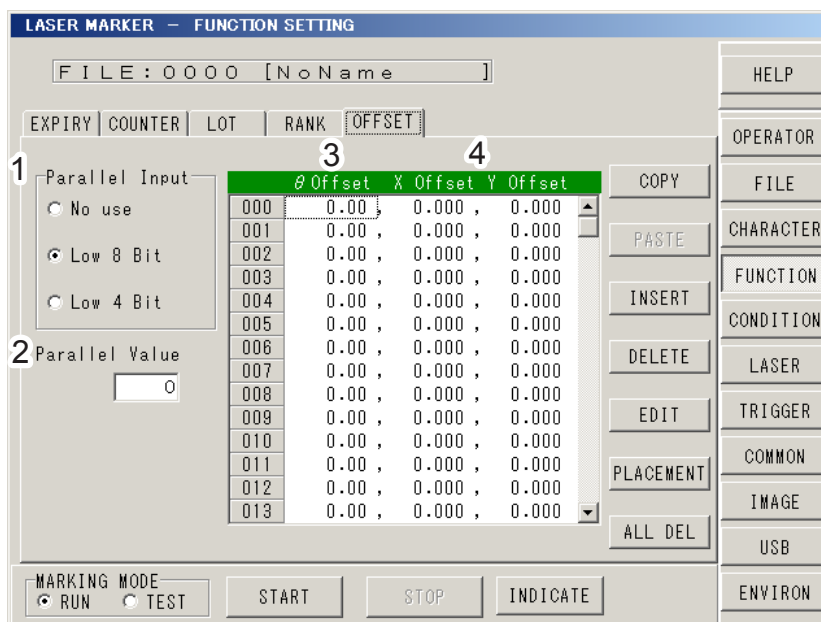 LASER MARKER － FUNCTION SETTING
FILE:0000 [NoName ]
HELP
EXPIRY COUNTER LOT RANK OFFSET
OPERATOR
3 4
1 Parallel Input
θ Offset X Offset Y Offset
COPY
FILE
No use
000 0.00 , 0.000 , 0.000
001 0.00 , 0.000 , 0.000
PASTE
CHARACTER
Low 8 Bit
002 0.00 , 0.000 , 0.000
003 0.00 , 0.000 , 0.000
FUNCTION
Low 4 Bit
004 0.00 , 0.000 , 0.000
INSERT
005 0.00 , 0.000 , 0.000
CONDITION
2 Parallel Value
006 0.00 , 0.000 , 0.000
DELETE
007 0.00 , 0.000 , 0.000
LASER
0
008 0.00 , 0.000 , 0.000
009 0.00 , 0.000 , 0.000
EDIT
TRIGGER
010 0.00 , 0.000 , 0.000
011 0.00 , 0.000 , 0.000
PLACEMENT
COMMON
012 0.00 , 0.000 , 0.000
013 0.00 , 0.000 , 0.000
IMAGE
ALL DEL
USB
MARKING MODE
RUN TEST
START STOP INDICATE
ENVIRON